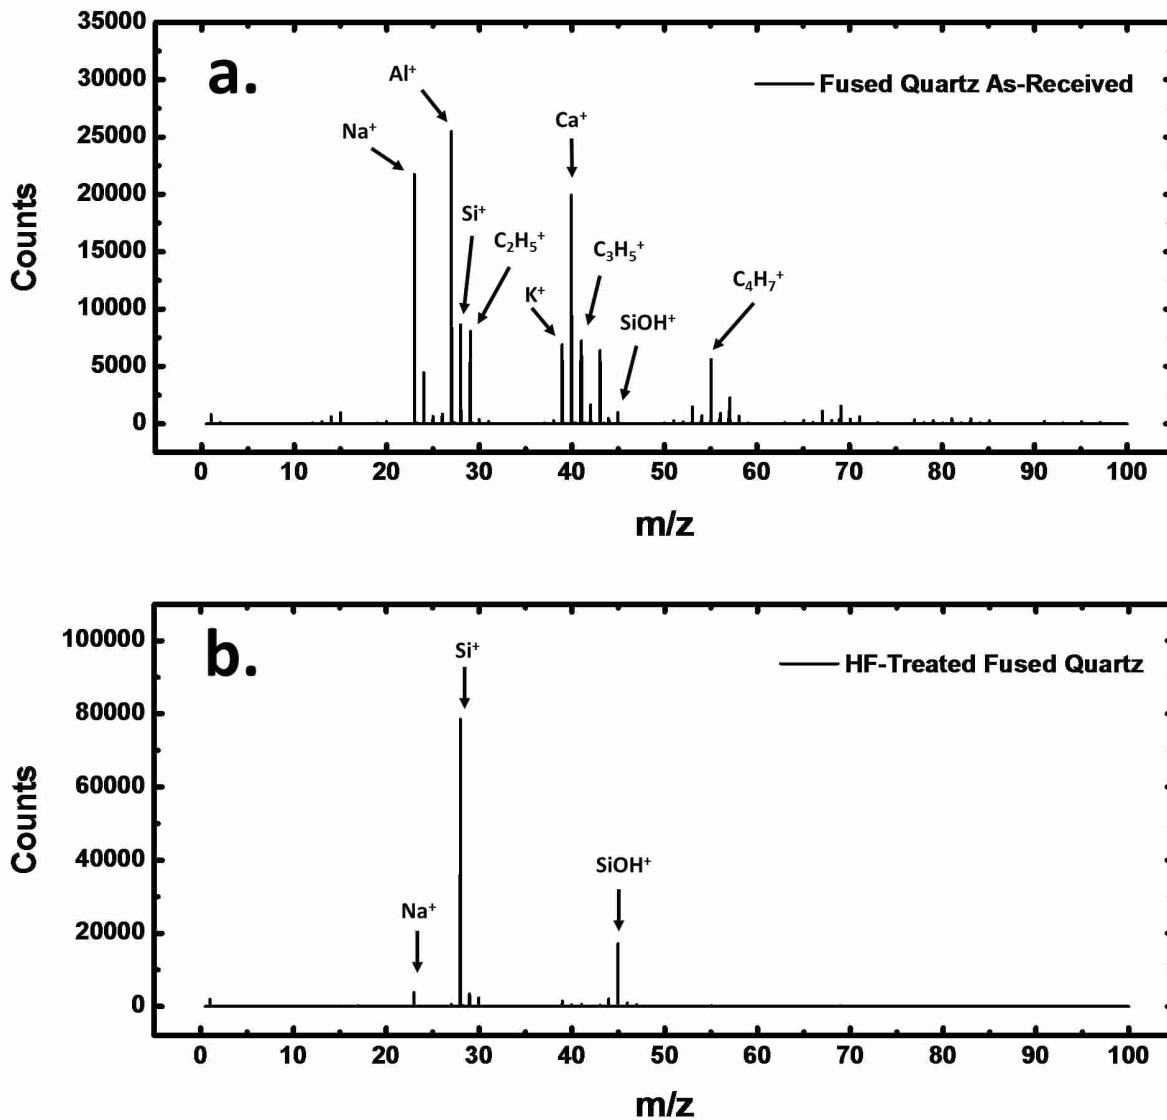 35000
30000
25000
20000
15000
10000
5000
0
Counts
a.
Fused Quartz As-Received
Na⁺
Al⁺
Si⁺
C₂H₅⁺
K⁺
Ca⁺
C₃H₅⁺
SiOH⁺
C₄H₇⁺
0 10 20 30 40 50 60 70 80 90 100
m/z
100000
80000
60000
40000
20000
0
Counts
b.
HF-Treated Fused Quartz
Si⁺
Na⁺
SiOH⁺
0 10 20 30 40 50 60 70 80 90 100
m/z